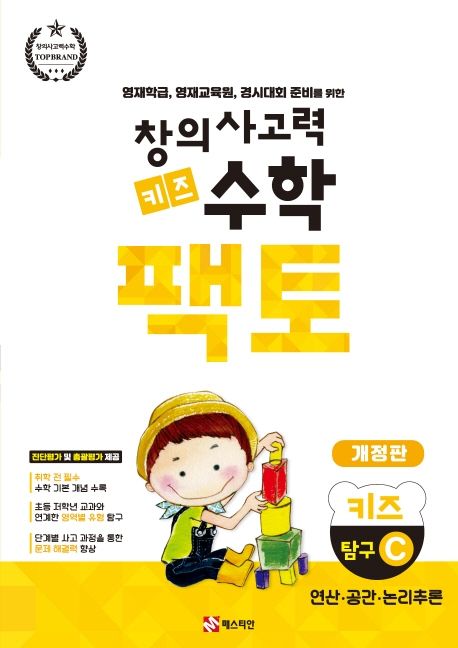 창의사고력수학
TOPBRAND
영재학급, 영재교육원, 경시대회 준비를 위한
창의사고력
키즈 수학
팩토
진단평가 및 총괄평가 제공
취학 전 필수
수학 기본 개념 수록
초등 저학년 교과와
연계한 영역별 유형 탐구
단계별 사고 과정을 통한
문제 해결력 향상
개정판
키즈
탐구 C
연산·공간·논리추론
매스티안